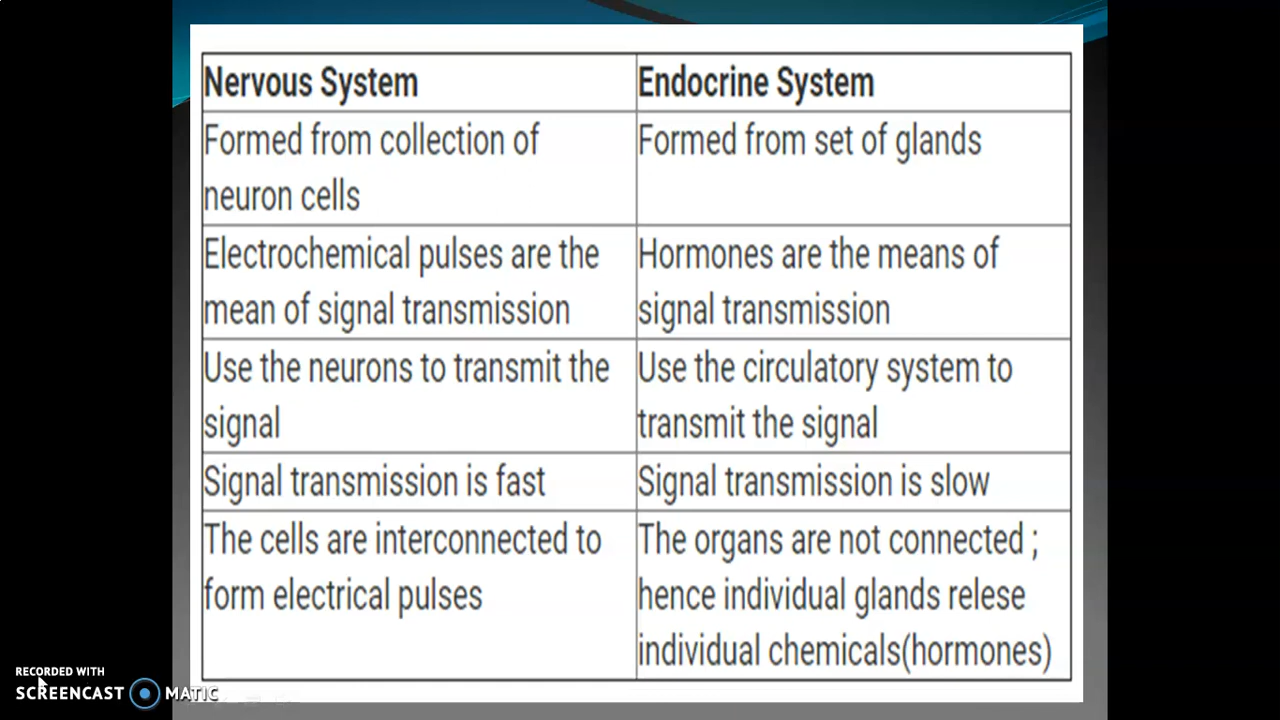 Nervous System
Endocrine System
Formed from collection of
neuron cells
Formed from set of glands
Electrochemical pulses are the
mean of signal transmission
Hormones are the means of
signal transmission
Use the neurons to transmit the
signal
Use the circulatory system to
transmit the signal
Signal transmission is fast
Signal transmission is slow
The cells are interconnected to
form electrical pulses
The organs are not connected ;
hence individual glands relese
individual chemicals(hormones)
RECORDED WITH
SCREENCAST MATIC